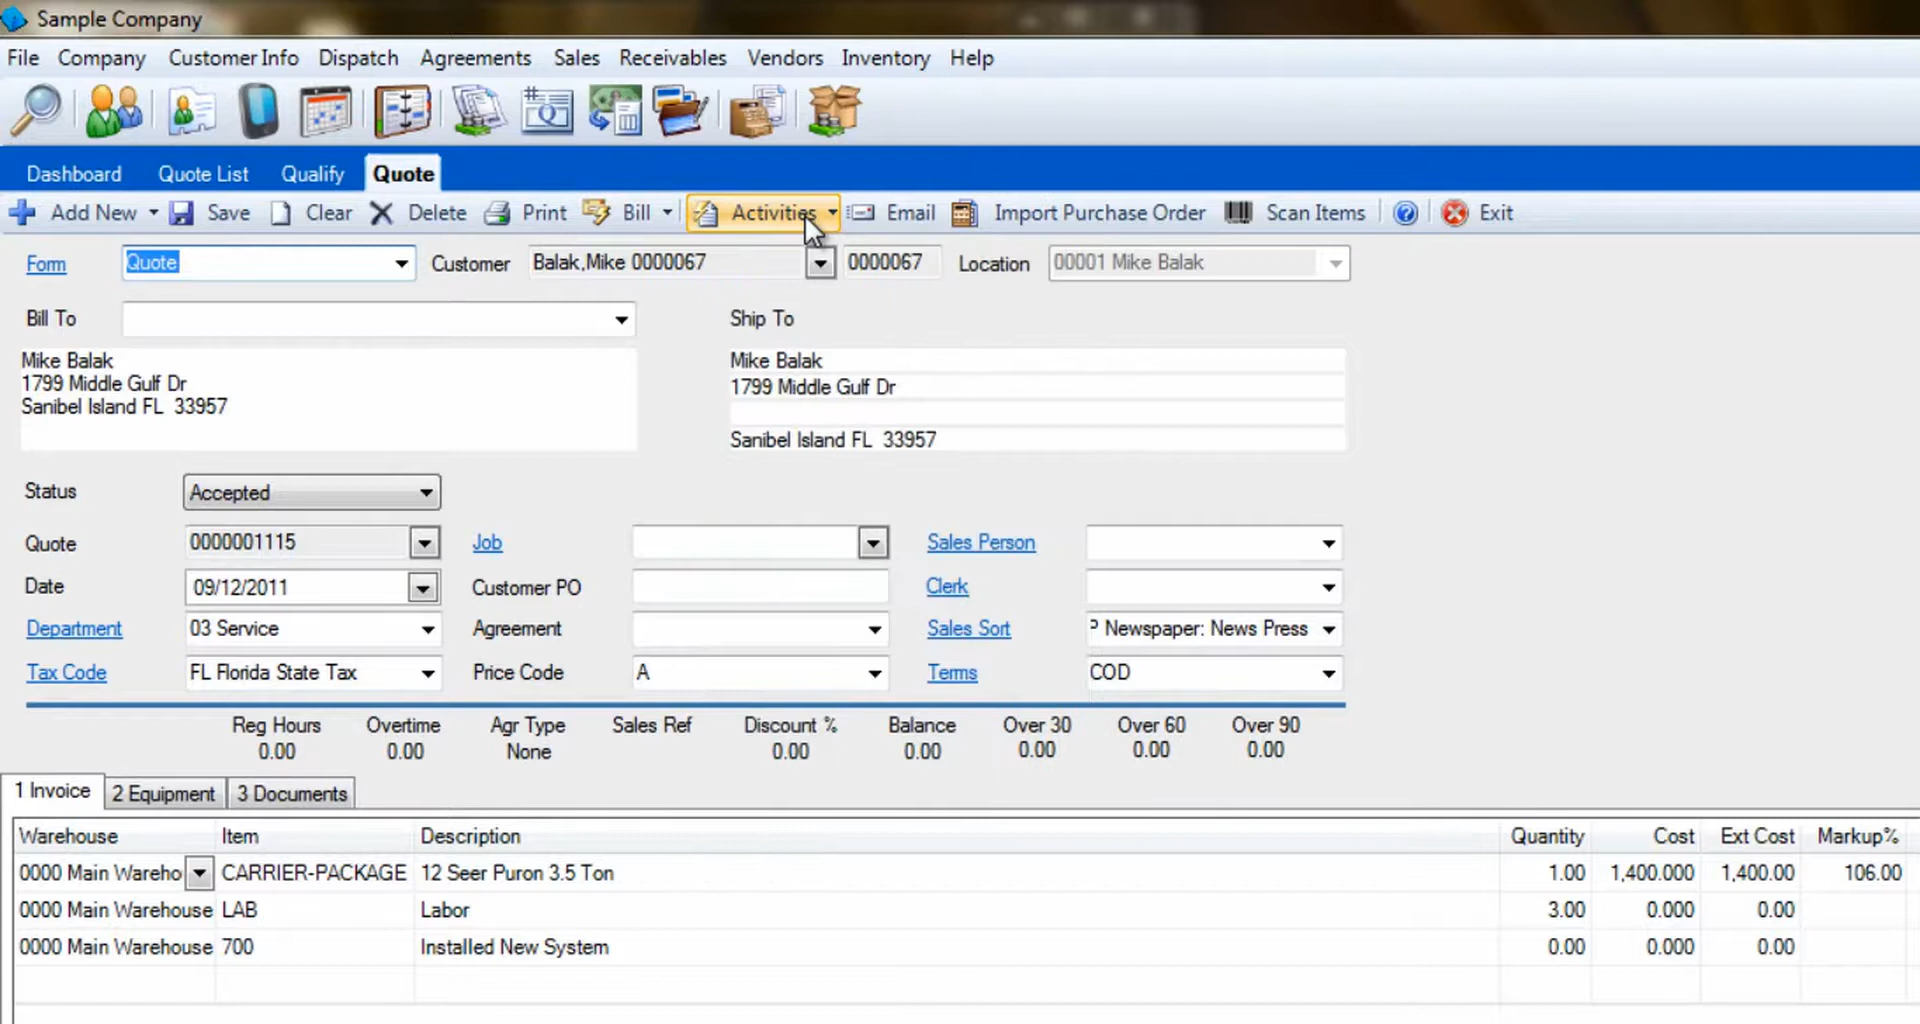 Sample Company
File Company Customer Info Dispatch Agreements Sales Receivables Vendors Inventory Help
Dashboard Quote List Qualify Quote
Add New Save Clear Delete Print Bill Activities Email Import Purchase Order Scan Items Exit
Form Quote Customer Balak,Mike 0000067 0000067 Location 00001 Mike Balak
Bill To Ship To
Mike Balak Mike Balak
1799 Middle Gulf Dr 1799 Middle Gulf Dr
Sanibel Island FL 33957 Sanibel Island FL 33957
Status Accepted
Quote 0000001115 Job Sales Person
Date 09/12/2011 Customer PO Clerk
Department 03 Service Agreement Sales Sort P Newspaper: News Press
Tax Code FL Florida State Tax Price Code A Terms COD
Reg Hours Overtime Agr Type Sales Ref Discount % Balance Over 30 Over 60 Over 90
0.00 0.00 None 0.00 0.00 0.00 0.00 0.00
1 Invoice 2 Equipment 3 Documents
Warehouse Item Description Quantity Cost Ext Cost Markup%
0000 Main Wareho CARRIER-PACKAGE 12 Seer Puron 3.5 Ton 1.00 1,400.000 1,400.00 106.00
0000 Main Warehouse LAB Labor 3.00 0.000 0.00
0000 Main Warehouse 700 Installed New System 0.00 0.000 0.00